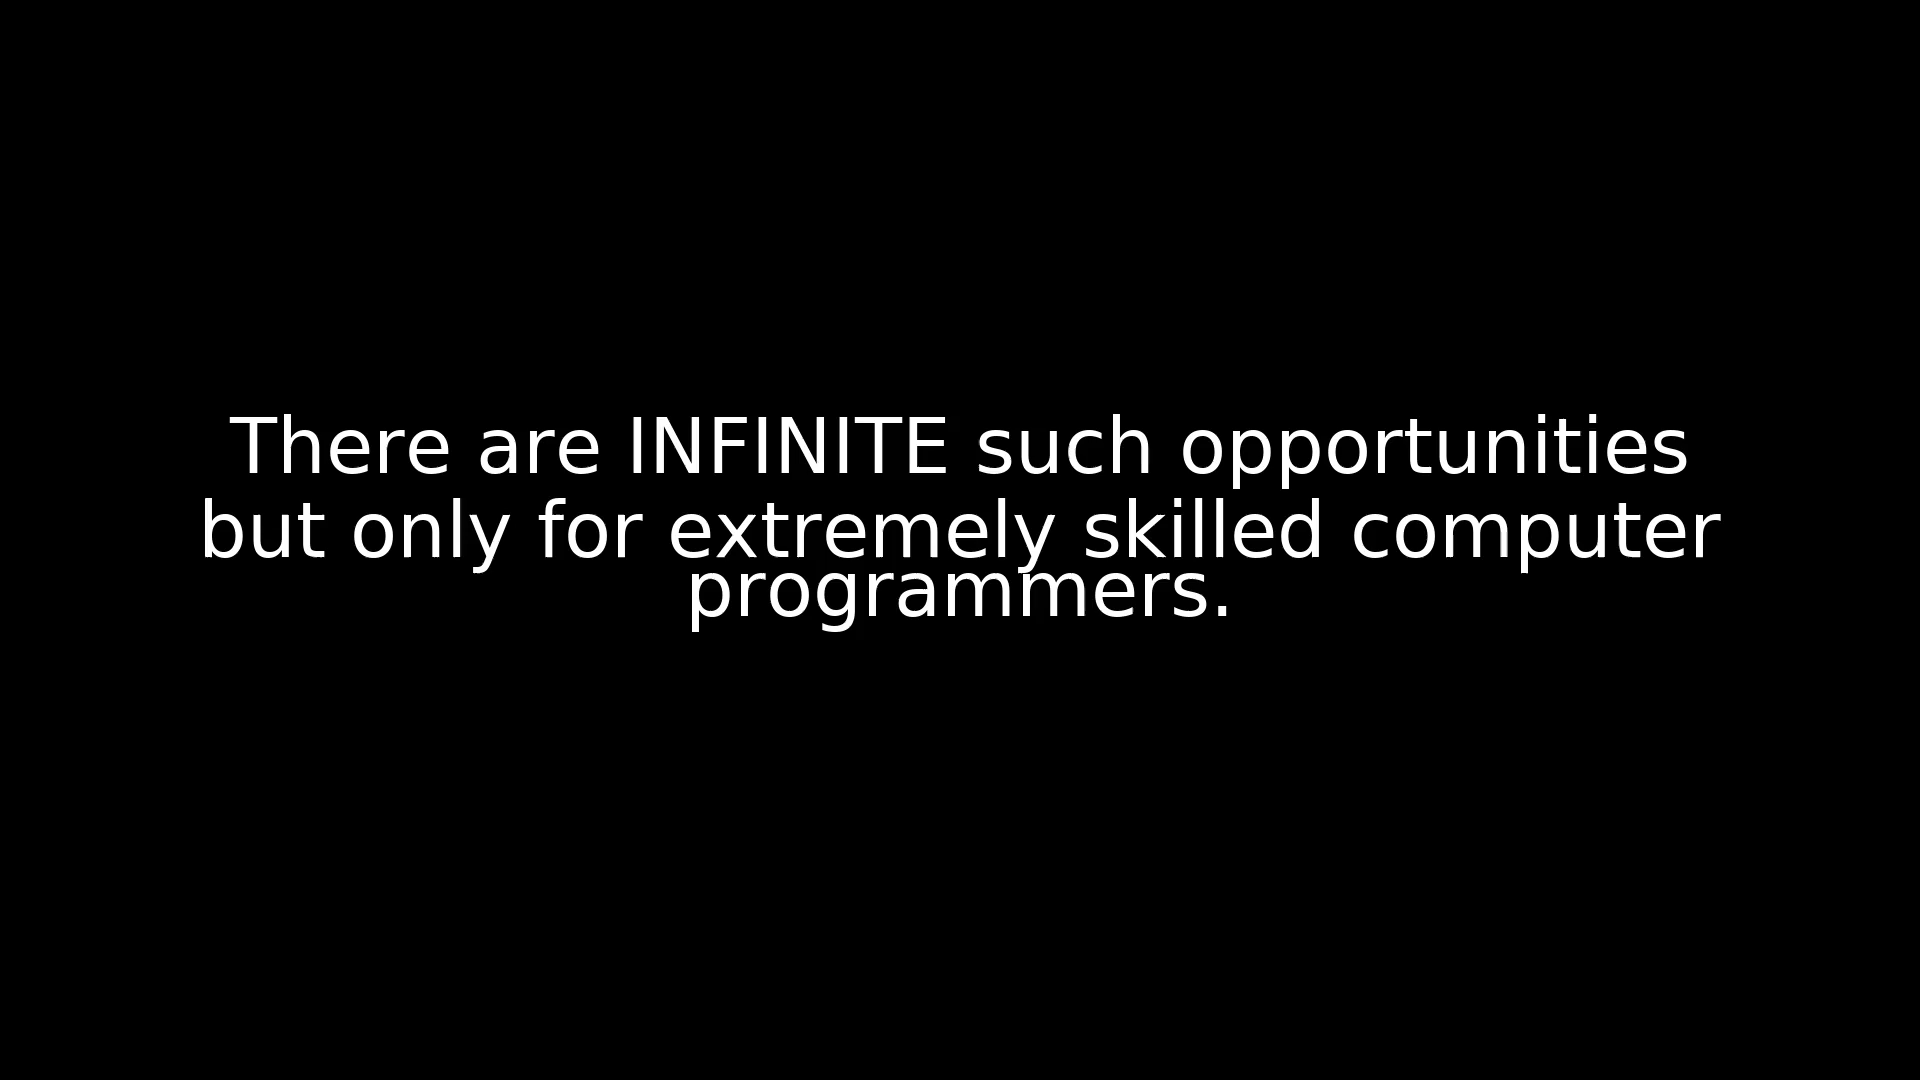 There are INFINITE such opportunities
but only for extremely skilled computer
programmers.